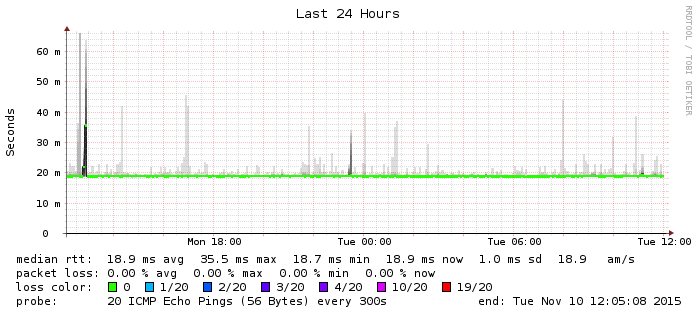 Last 24 Hours
RRDTOOL / TOBI OETIKER
Seconds
60 m
50 m
40 m
30 m
20 m
10 m
0
Mon 18:00 Tue 00:00 Tue 06:00 Tue 12:00
median rtt: 18.9 ms avg 35.5 ms max 18.7 ms min 18.9 ms now 1.0 ms sd 18.9 am/s
packet loss: 0.00 % avg 0.00 % max 0.00 % min 0.00 % now
loss color: 0 1/20 2/20 3/20 4/20 10/20 19/20
probe: 20 ICMP Echo Pings (56 Bytes) every 300s end: Tue Nov 10 12:05:08 2015